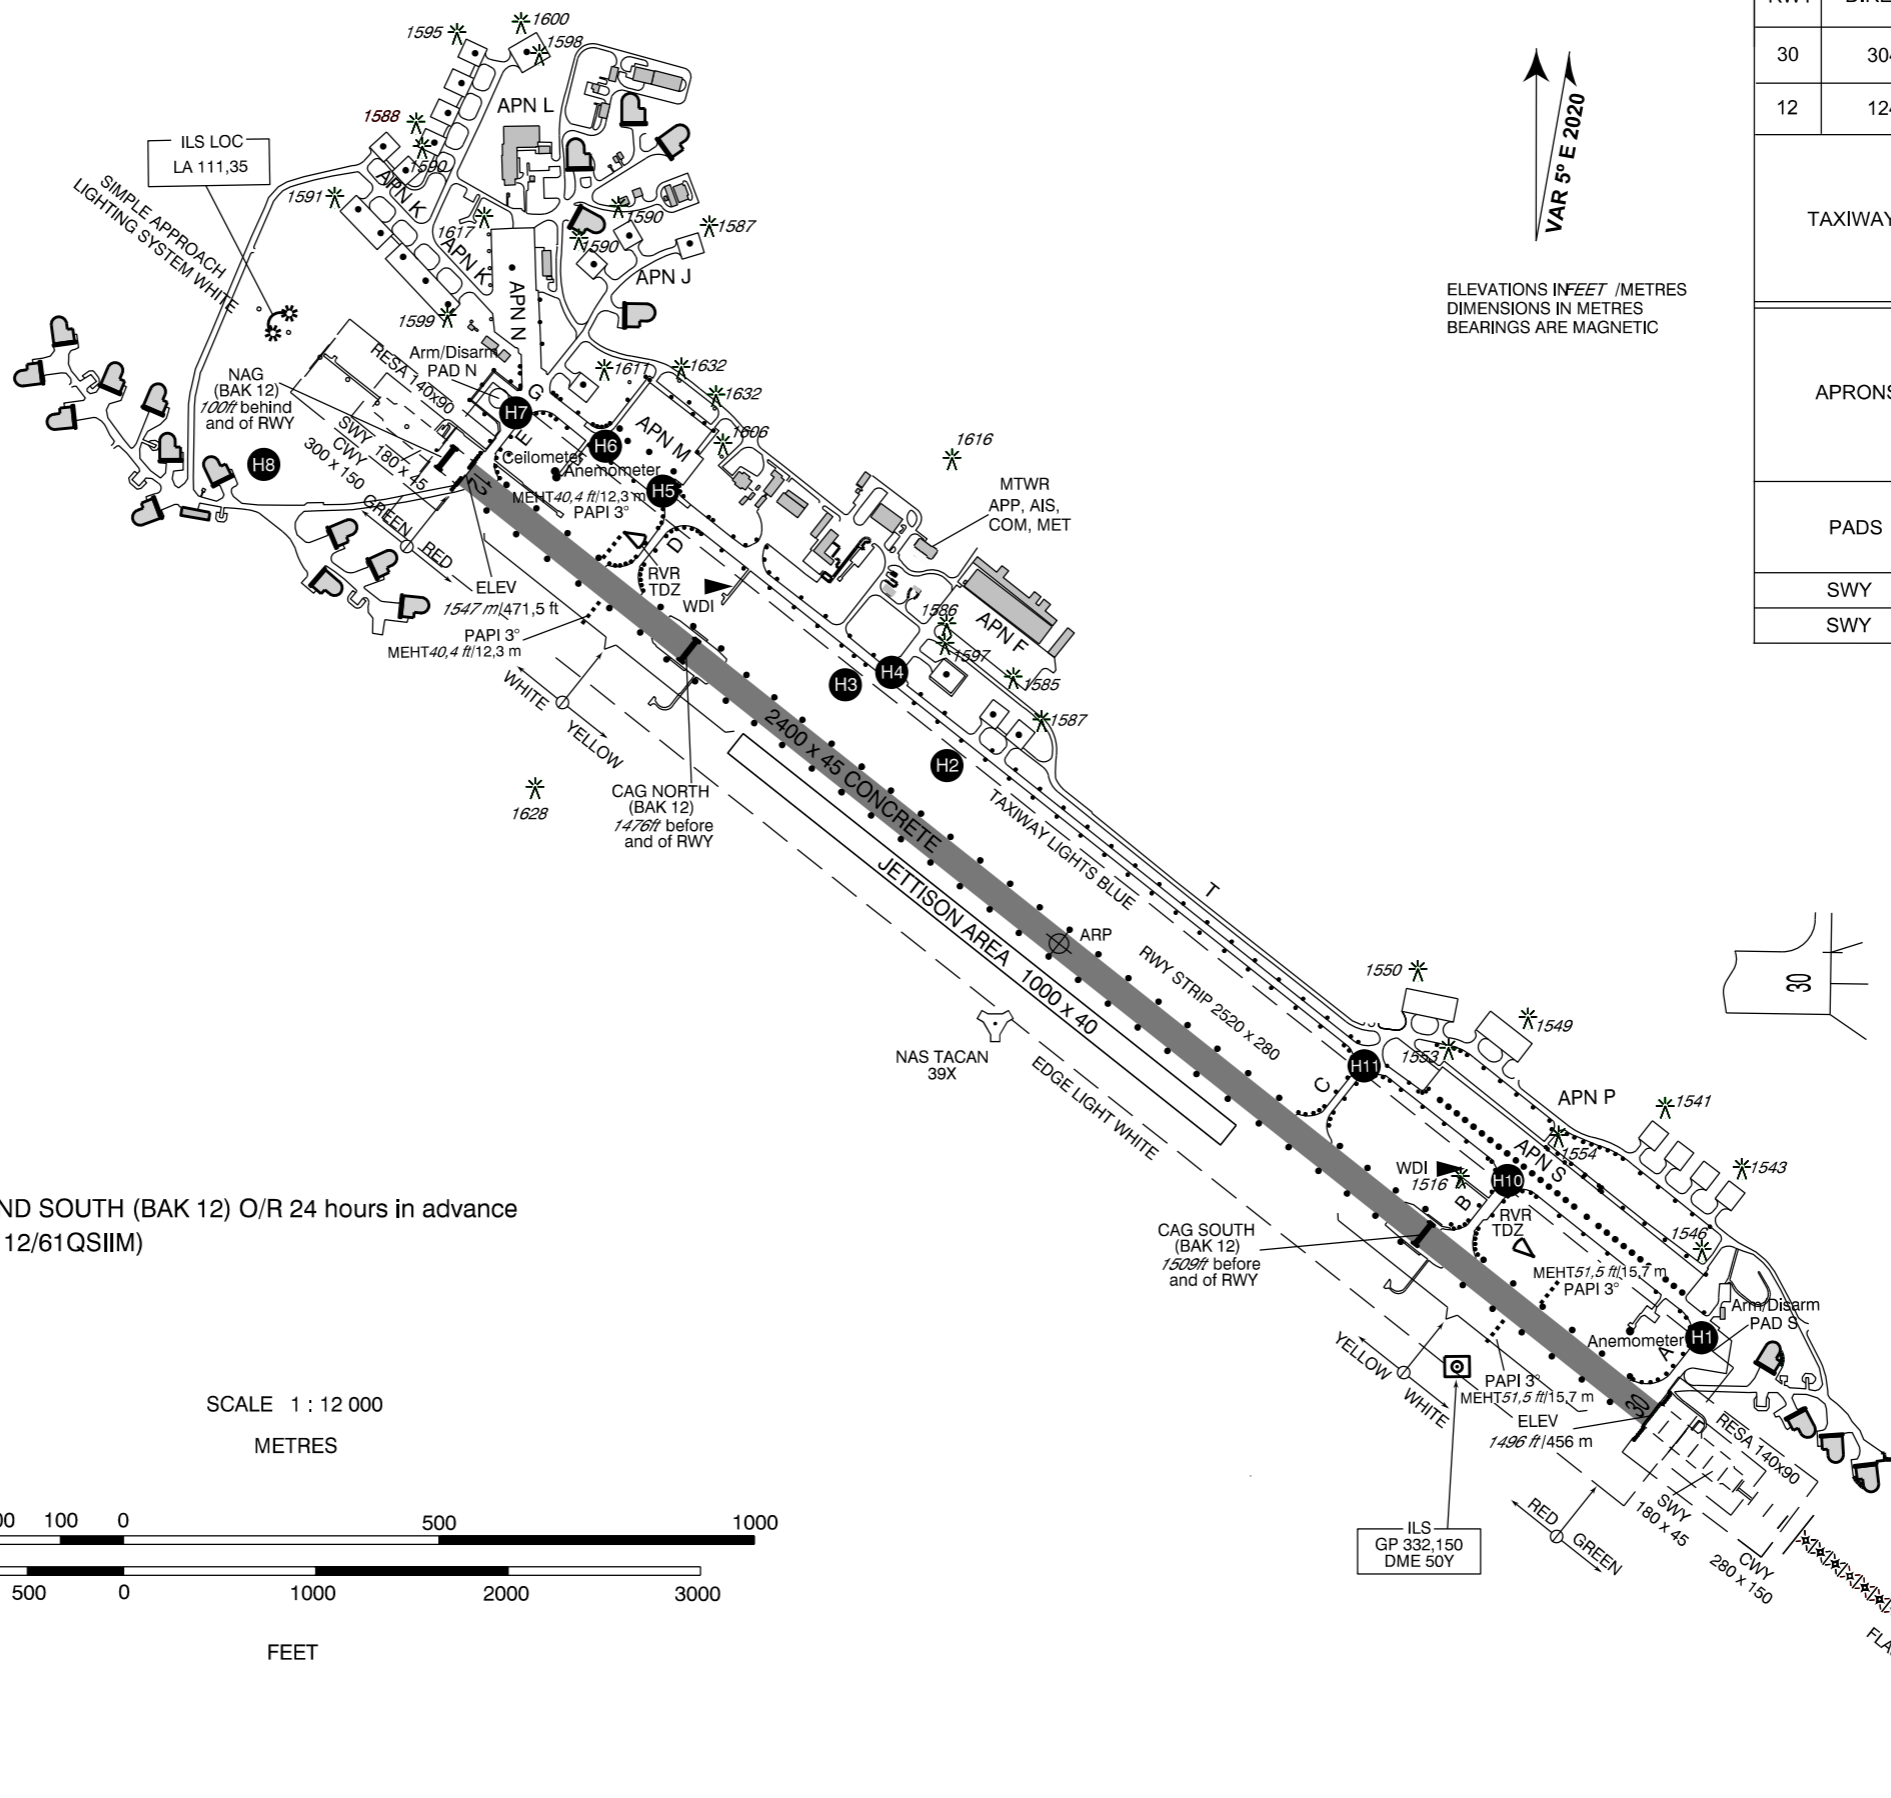 1600
1595
1598
APN L
1588
ILS LOC
LA 111,35
1590
SIMPLE APPROACH
LIGHTING SYSTEM WHITE
APN K
1591
1617
APN K
1590
1590
1587
APN J
APN N
1599
RESA 140x90
Arm/Disarm
PAD N
NAG
(BAK 12)
100ft behind
and of RWY
G
1611
1632
1632
H7
E
H6
APN M
1606
H8
SWY 180 x 45
CWY
300 x 150
Ceilometer
Anemometer
H5
12
MEHT40,4 ft/12,3 m
PAPI 3°
1616
MTWR
APP, AIS,
COM, MET
GREEN
RED
D
RVR
TDZ
WDI
ELEV
1547 m/471,5 ft
PAPI 3°
MEHT40,4 ft/12,3 m
1586
APN F
1597
1585
1587
H3
H4
H2
WHITE
YELLOW
2400 x 45 CONCRETE
CAG NORTH
(BAK 12)
1476ft before
and of RWY
1628
TAXIWAY LIGHTS BLUE
JETTISON AREA 1000 x 40
T
ARP
RWY STRIP 2520 x 280
NAS TACAN
39X
EDGE LIGHT WHITE
VAR 5º E 2020
ELEVATIONS IN FEET /METRES
DIMENSIONS IN METRES
BEARINGS ARE MAGNETIC
30
12
TAXIWAY
APRONS
PADS
SWY
SWY
30
1550
1549
1553
H11
C
APN P
1541
1554
1543
APN S
WDI
1516
H10
B
RVR
TDZ
1546
CAG SOUTH
(BAK 12)
1509ft before
and of RWY
MEHT51,5 ft/15,7 m
PAPI 3°
Arm/Disarm
PAD S
Anemometer
H1
A
YELLOW
WHITE
PAPI 3°
MEHT51,5 ft/15,7 m
ELEV
1496 ft/456 m
30
RESA 140x90
SWY
180 x 45
CWY
280 x 150
RED
GREEN
ILS
GP 332,150
DME 50Y
ND SOUTH (BAK 12) O/R 24 hours in advance
12/61QSIIM)
SCALE 1 : 12 000
METRES
100 0 500 1000
500 0 1000 2000 3000
FEET